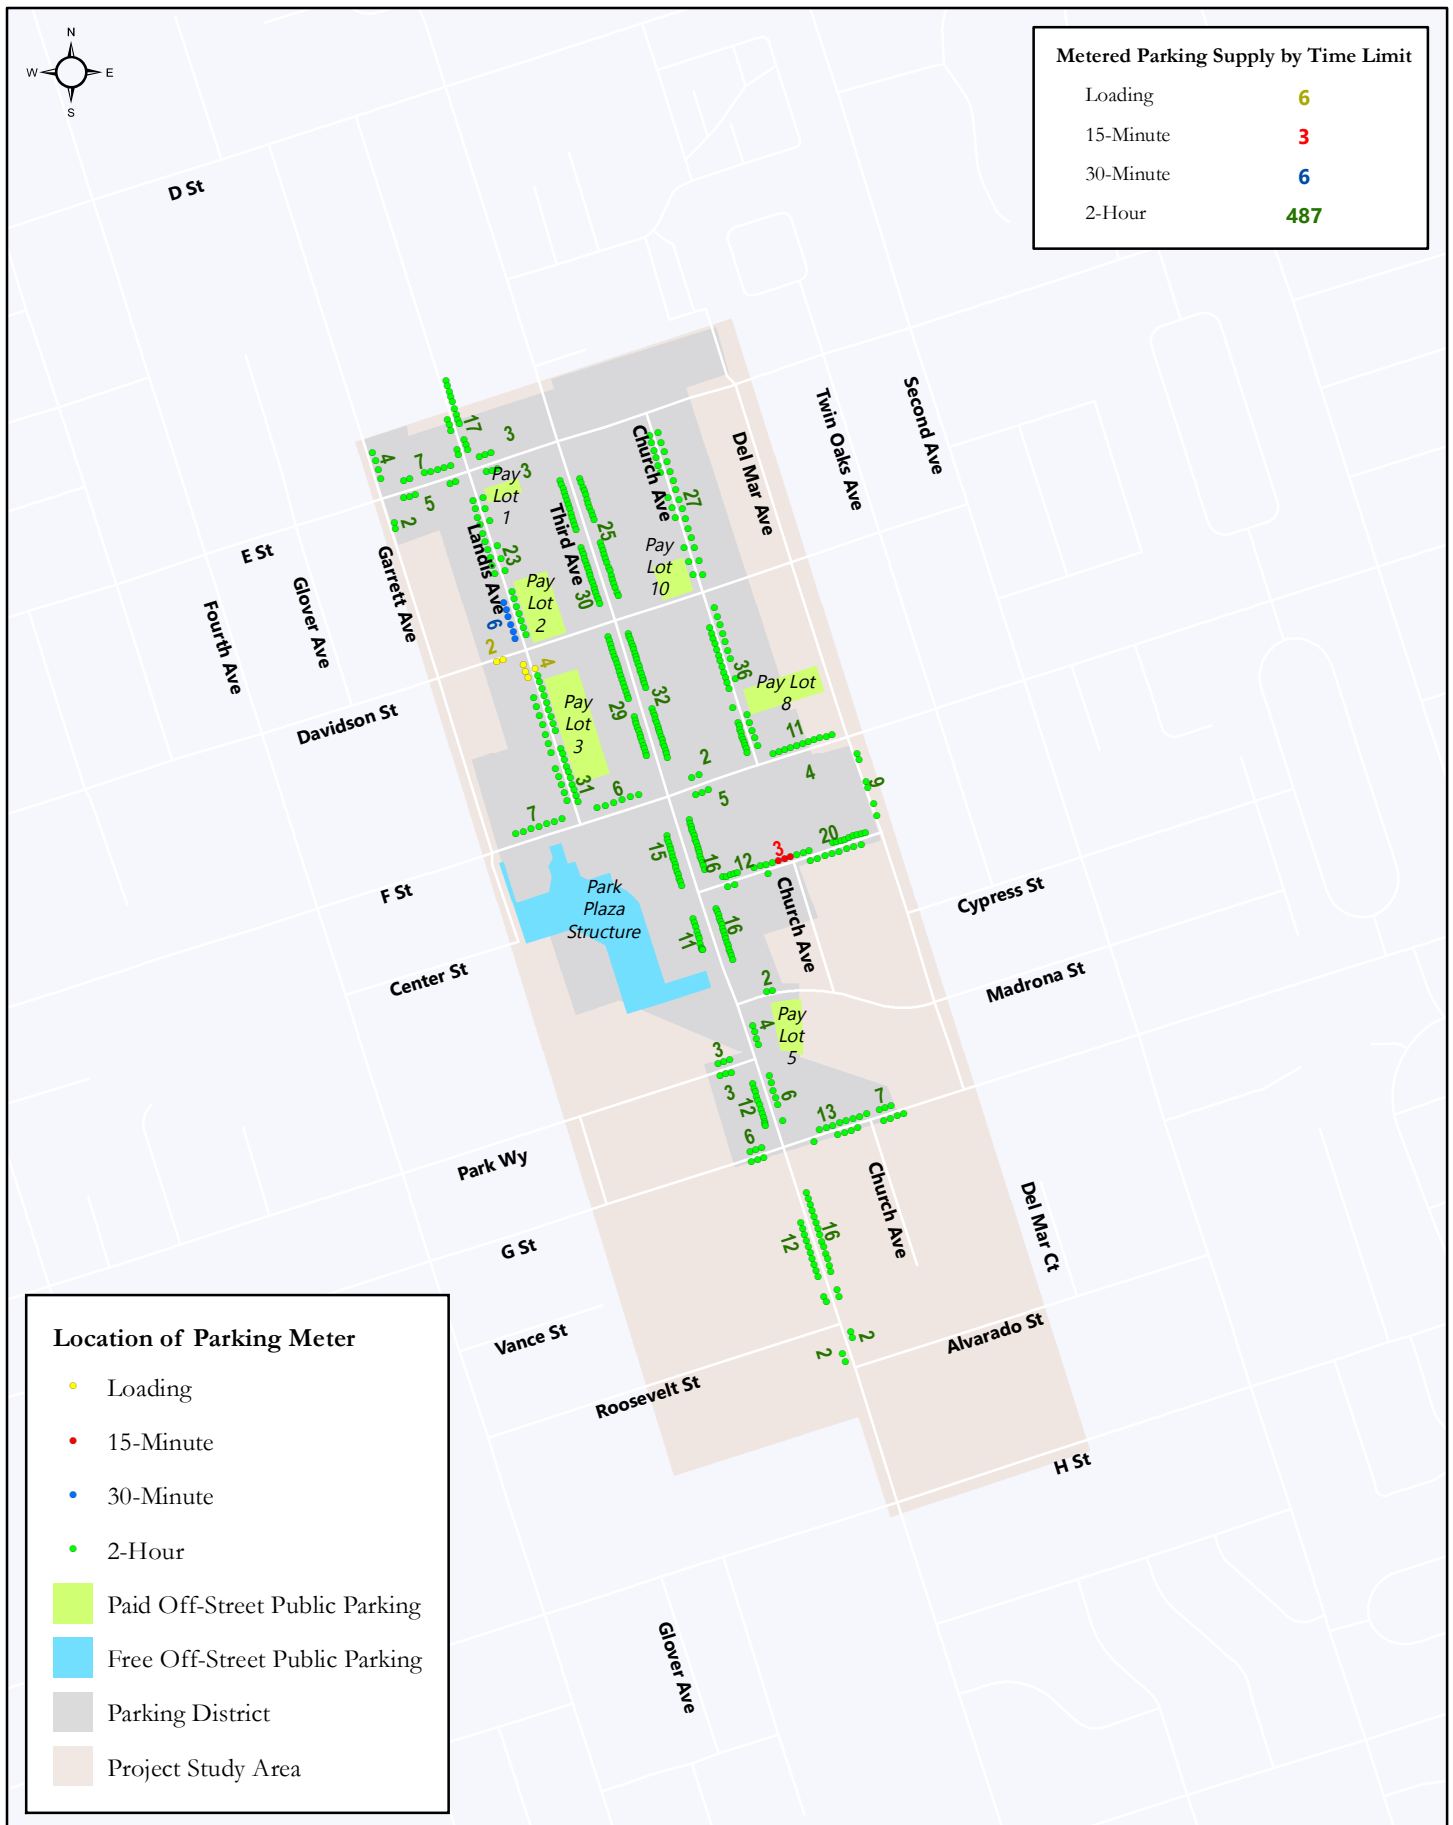 N
W
E
S
Metered Parking Supply by Time Limit
Loading 6
15-Minute 3
30-Minute 6
2-Hour 487
D St
Second Ave
Twin Oaks Ave
Del Mar Ave
Church Ave
17
3
4
7
3
5
2
Pay
Lot
1
27
25
Third Ave
Landis Ave
23
30
Pay
Lot
10
E St
Garrett Ave
Glover Ave
Fourth Ave
Pay
Lot
2
6
2
4
36
Pay Lot
8
32
29
Pay
Lot
3
Davidson St
11
4
9
2
5
31
6
7
20
3
12
16
15
F St
Park
Plaza
Structure
Church Ave
Cypress St
16
11
Center St
Madrona St
2
Pay
Lot
5
4
3
3
12
6
6
13
7
Park Wy
Church Ave
Del Mar Ct
G St
16
12
Vance St
Alvarado St
2
2
Roosevelt St
H St
Glover Ave
Location of Parking Meter
Loading
15-Minute
30-Minute
2-Hour
Paid Off-Street Public Parking
Free Off-Street Public Parking
Parking District
Project Study Area